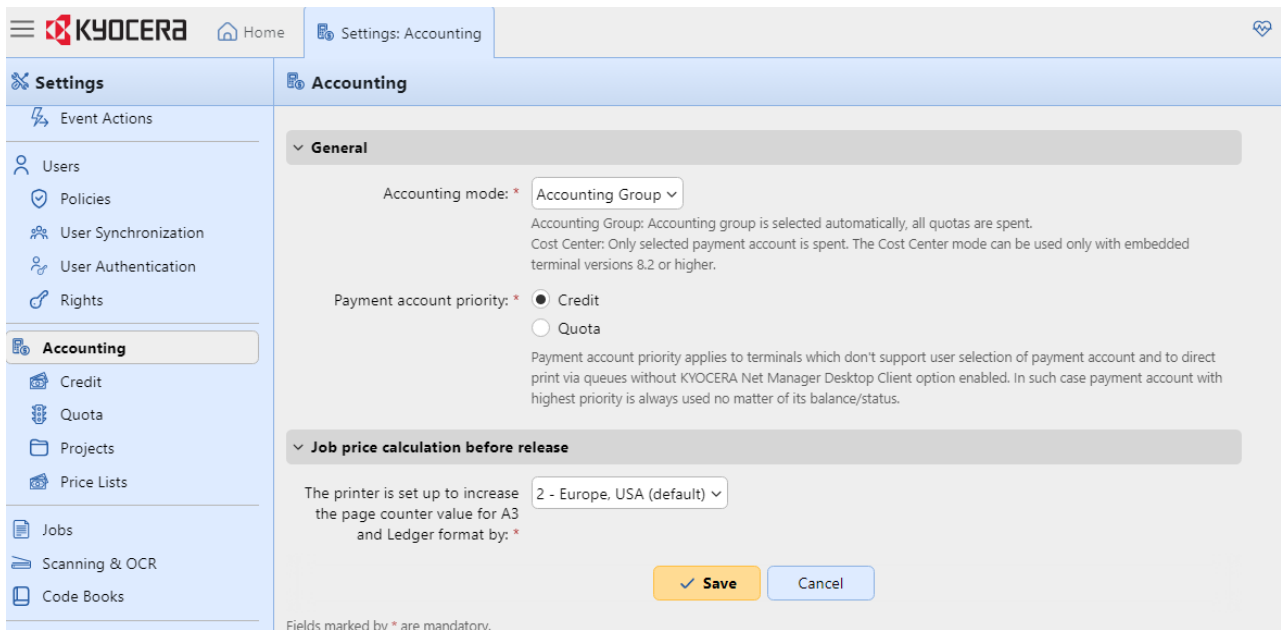 KYOCERA
Home
Settings: Accounting
Settings
Accounting
Event Actions
Users
Policies
User Synchronization
User Authentication
Rights
Accounting
Credit
Quota
Projects
Price Lists
Jobs
Scanning & OCR
Code Books
General
Accounting mode: *
Accounting Group
Accounting Group: Accounting group is selected automatically, all quotas are spent.
Cost Center: Only selected payment account is spent. The Cost Center mode can be used only with embedded
terminal versions 8.2 or higher.
Payment account priority: *
Credit
Quota
Payment account priority applies to terminals which don't support user selection of payment account and to direct
print via queues without KYOCERA Net Manager Desktop Client option enabled. In such case payment account with
highest priority is always used no matter of its balance/status.
Job price calculation before release
The printer is set up to increase
the page counter value for A3
and Ledger format by: *
2 - Europe, USA (default)
Save
Cancel
Fields marked by * are mandatory.